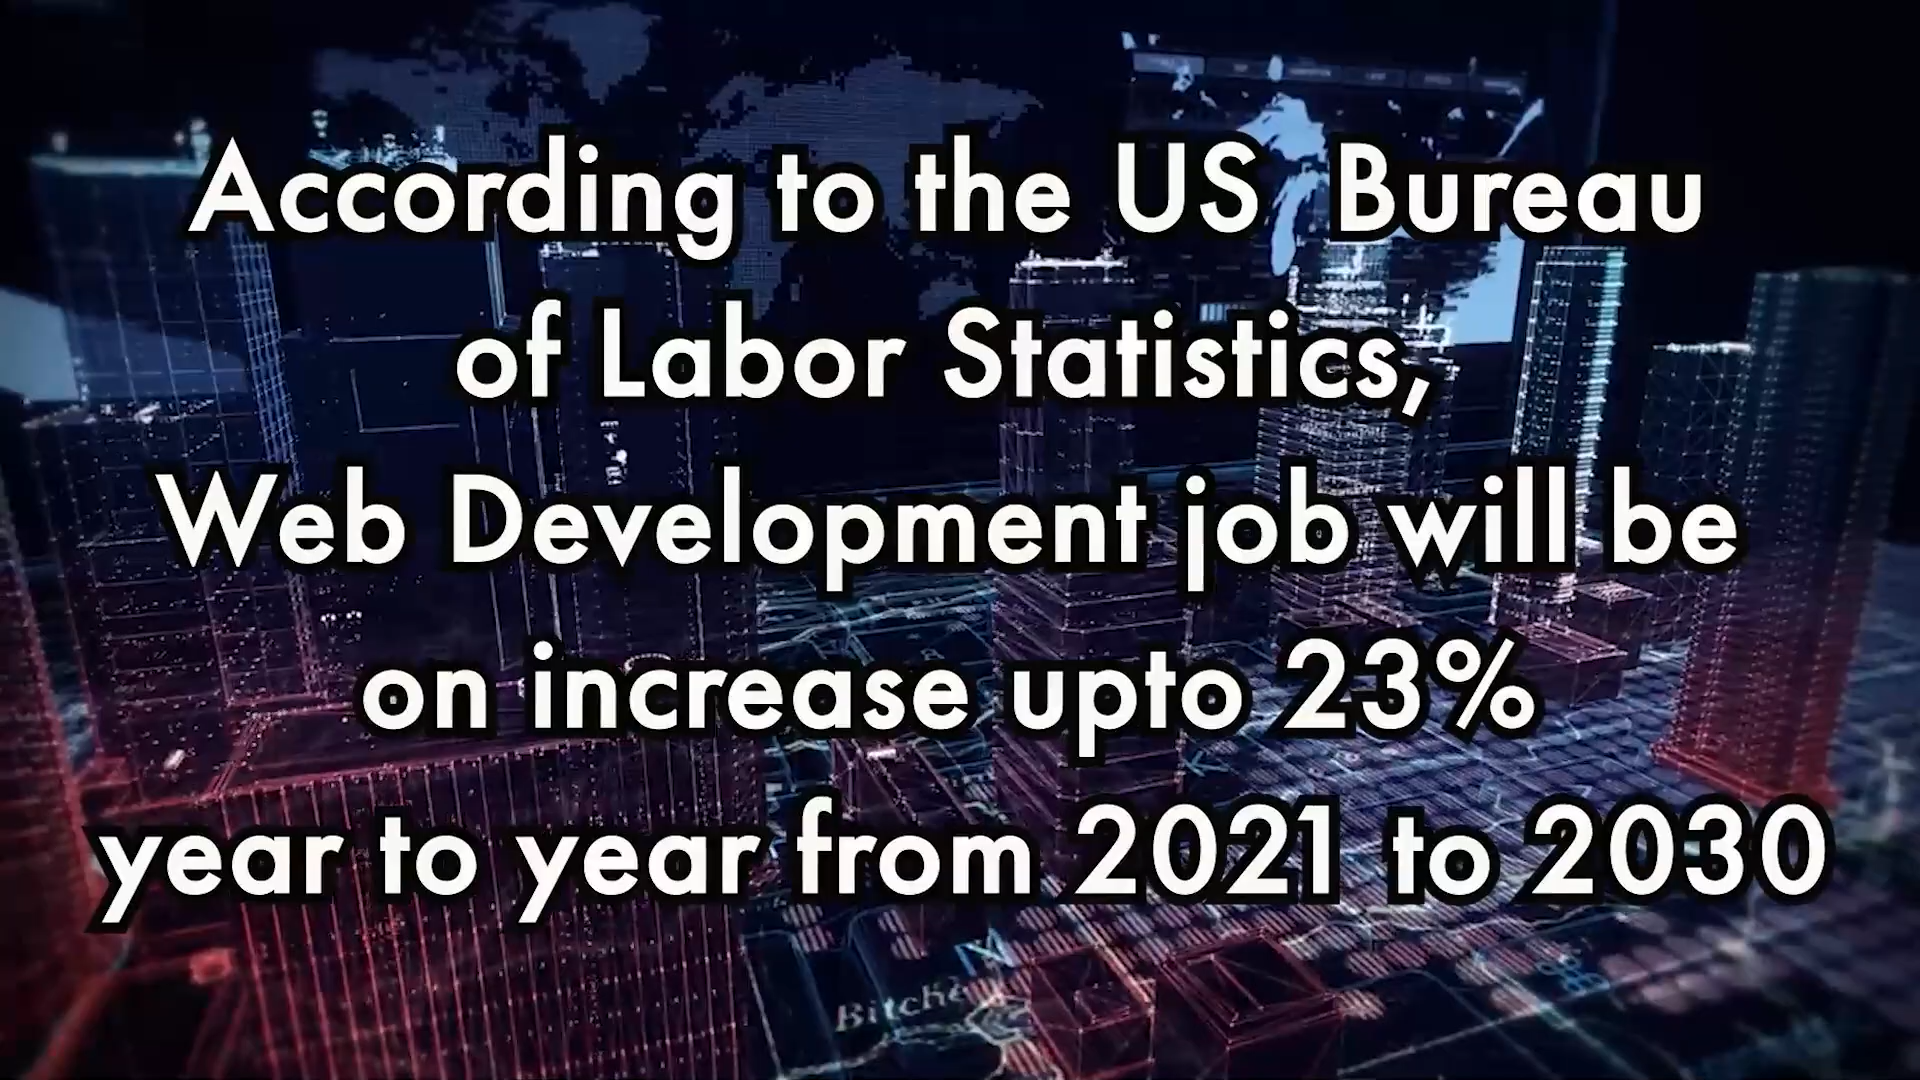 According to the US Bureau
of Labor Statistics,
Web Development job will be
on increase upto 23%
year to year from 2021 to 2030